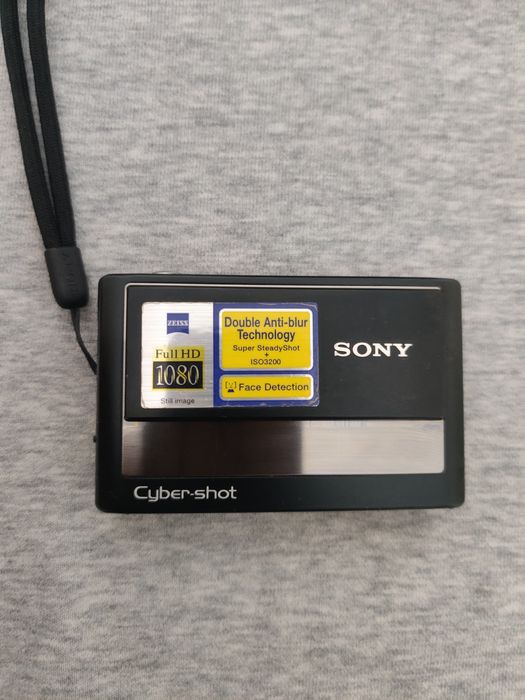 ZEISS
Full HD
1080
Still image
Double Anti-blur
Technology
Super SteadyShot
+
ISO3200
Face Detection
SONY
Cyber-shot